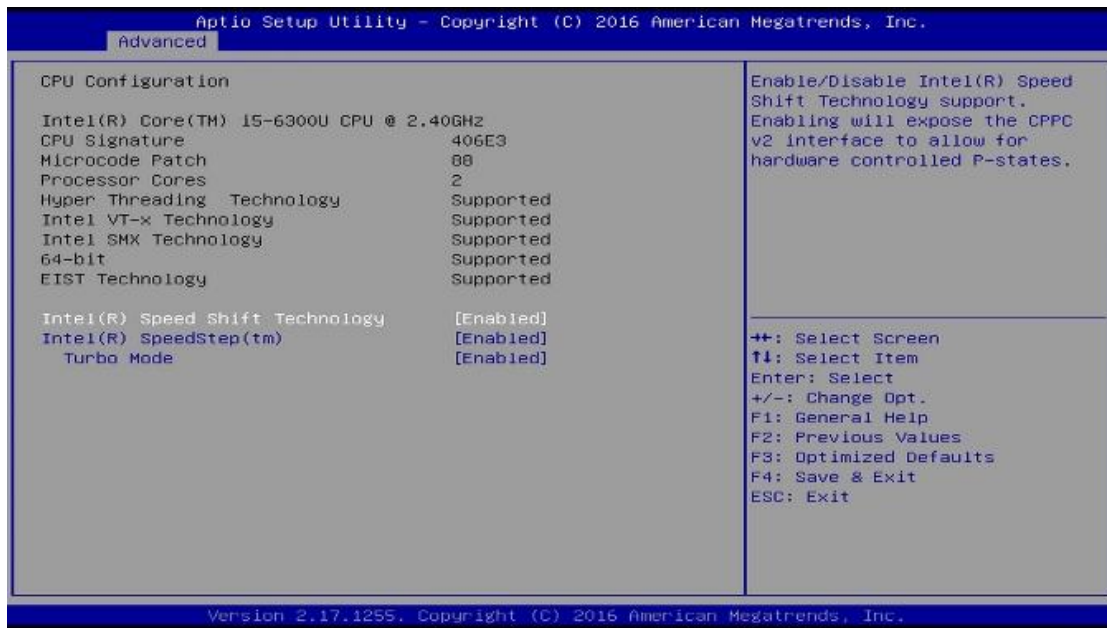 Aptio Setup Utility – Copyright (C) 2016 American Megatrends, Inc.
Advanced
CPU Configuration
Intel(R) Core(TM) i5-6300U CPU @ 2.40GHz
CPU Signature 406E3
Microcode Patch 88
Processor Cores 2
Hyper Threading Technology Supported
Intel VT-x Technology Supported
Intel SMX Technology Supported
64-bit Supported
EIST Technology Supported
Intel(R) Speed Shift Technology [Enabled]
Intel(R) SpeedStep(tm) [Enabled]
Turbo Mode [Enabled]
Enable/Disable Intel(R) Speed
Shift Technology support.
Enabling will expose the CPPC
v2 interface to allow for
hardware controlled P-states.
→←: Select Screen
↑↓: Select Item
Enter: Select
+/-: Change Opt.
F1: General Help
F2: Previous Values
F3: Optimized Defaults
F4: Save & Exit
ESC: Exit
Version 2.17.1255. Copyright (C) 2016 American Megatrends, Inc.